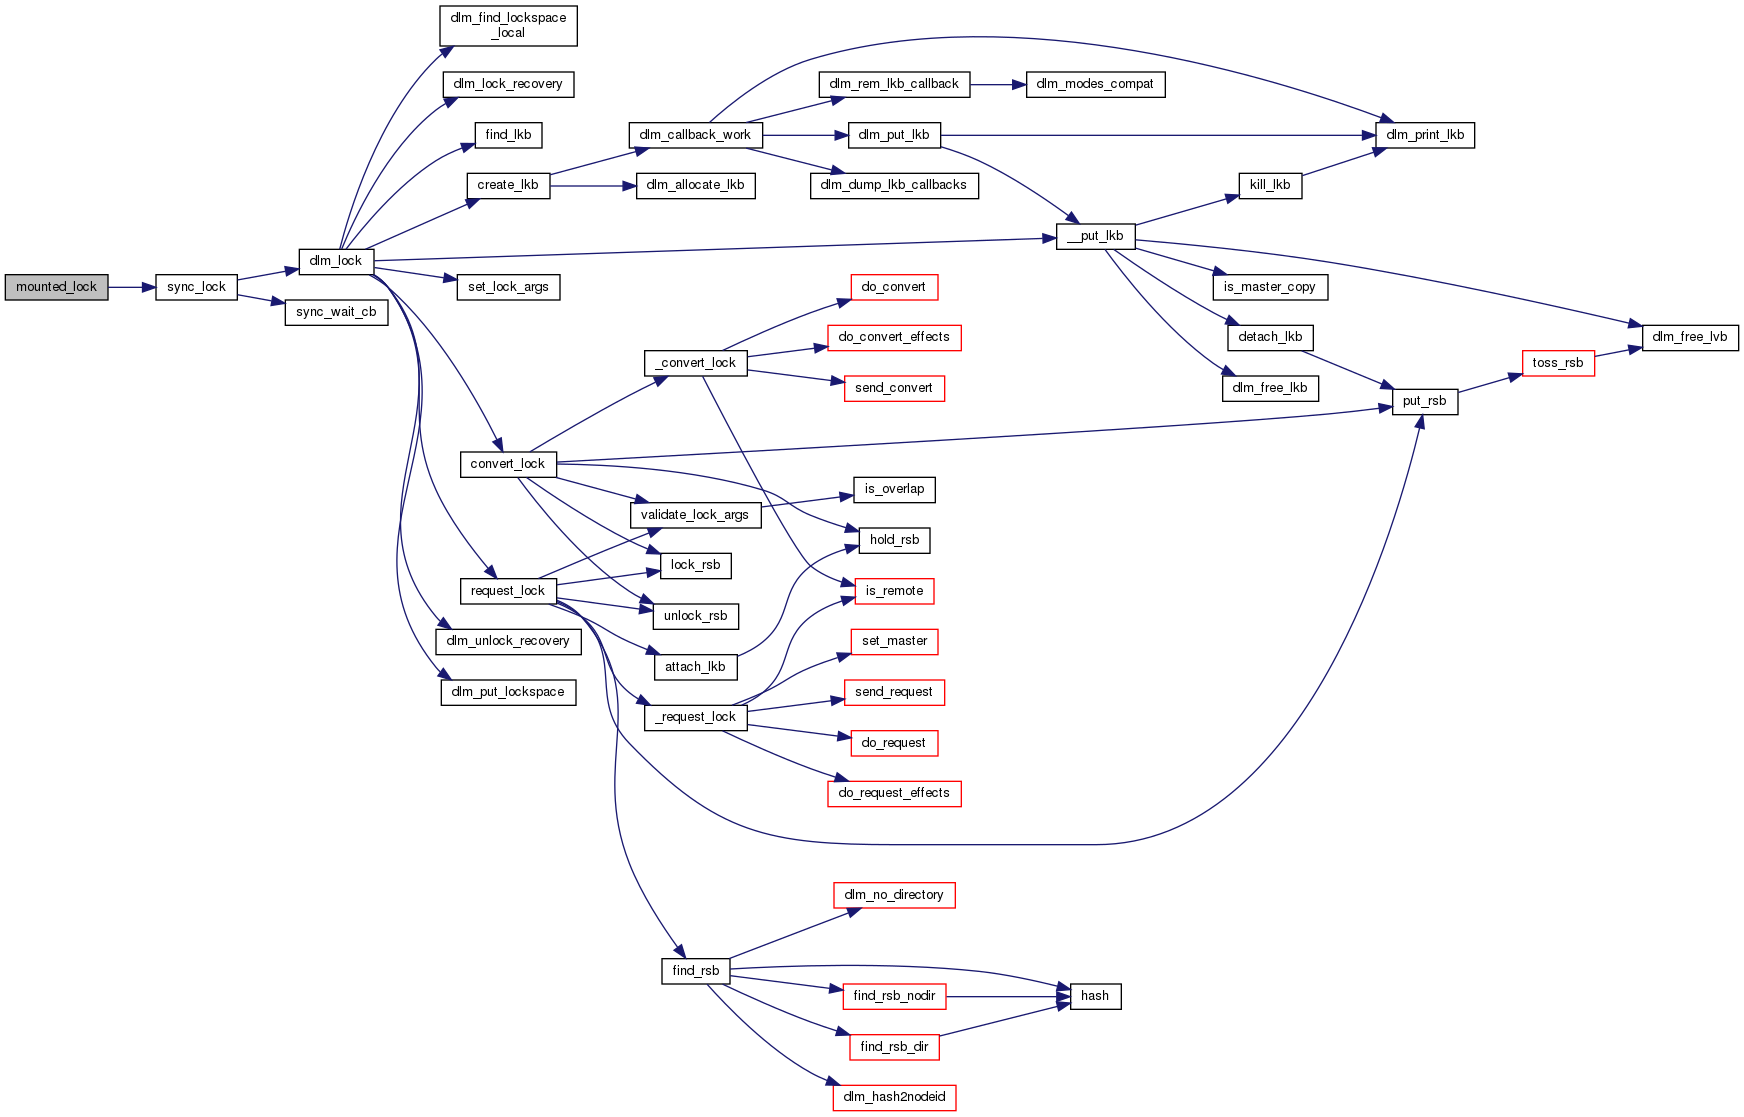 mounted_lock
sync_lock
dlm_lock
sync_wait_cb
dlm_find_lockspace
_local
dlm_lock_recovery
find_lkb
create_lkb
set_lock_args
convert_lock
request_lock
dlm_unlock_recovery
dlm_put_lockspace
dlm_callback_work
dlm_allocate_lkb
_convert_lock
validate_lock_args
lock_rsb
unlock_rsb
attach_lkb
_request_lock
find_rsb
dlm_rem_lkb_callback
dlm_put_lkb
dlm_dump_lkb_callbacks
do_convert
do_convert_effects
send_convert
is_overlap
hold_rsb
is_remote
set_master
send_request
do_request
do_request_effects
dlm_no_directory
find_rsb_nodir
find_rsb_dir
dlm_hash2nodeid
dlm_modes_compat
__put_lkb
hash
kill_lkb
is_master_copy
detach_lkb
dlm_free_lkb
dlm_print_lkb
put_rsb
toss_rsb
dlm_free_lvb